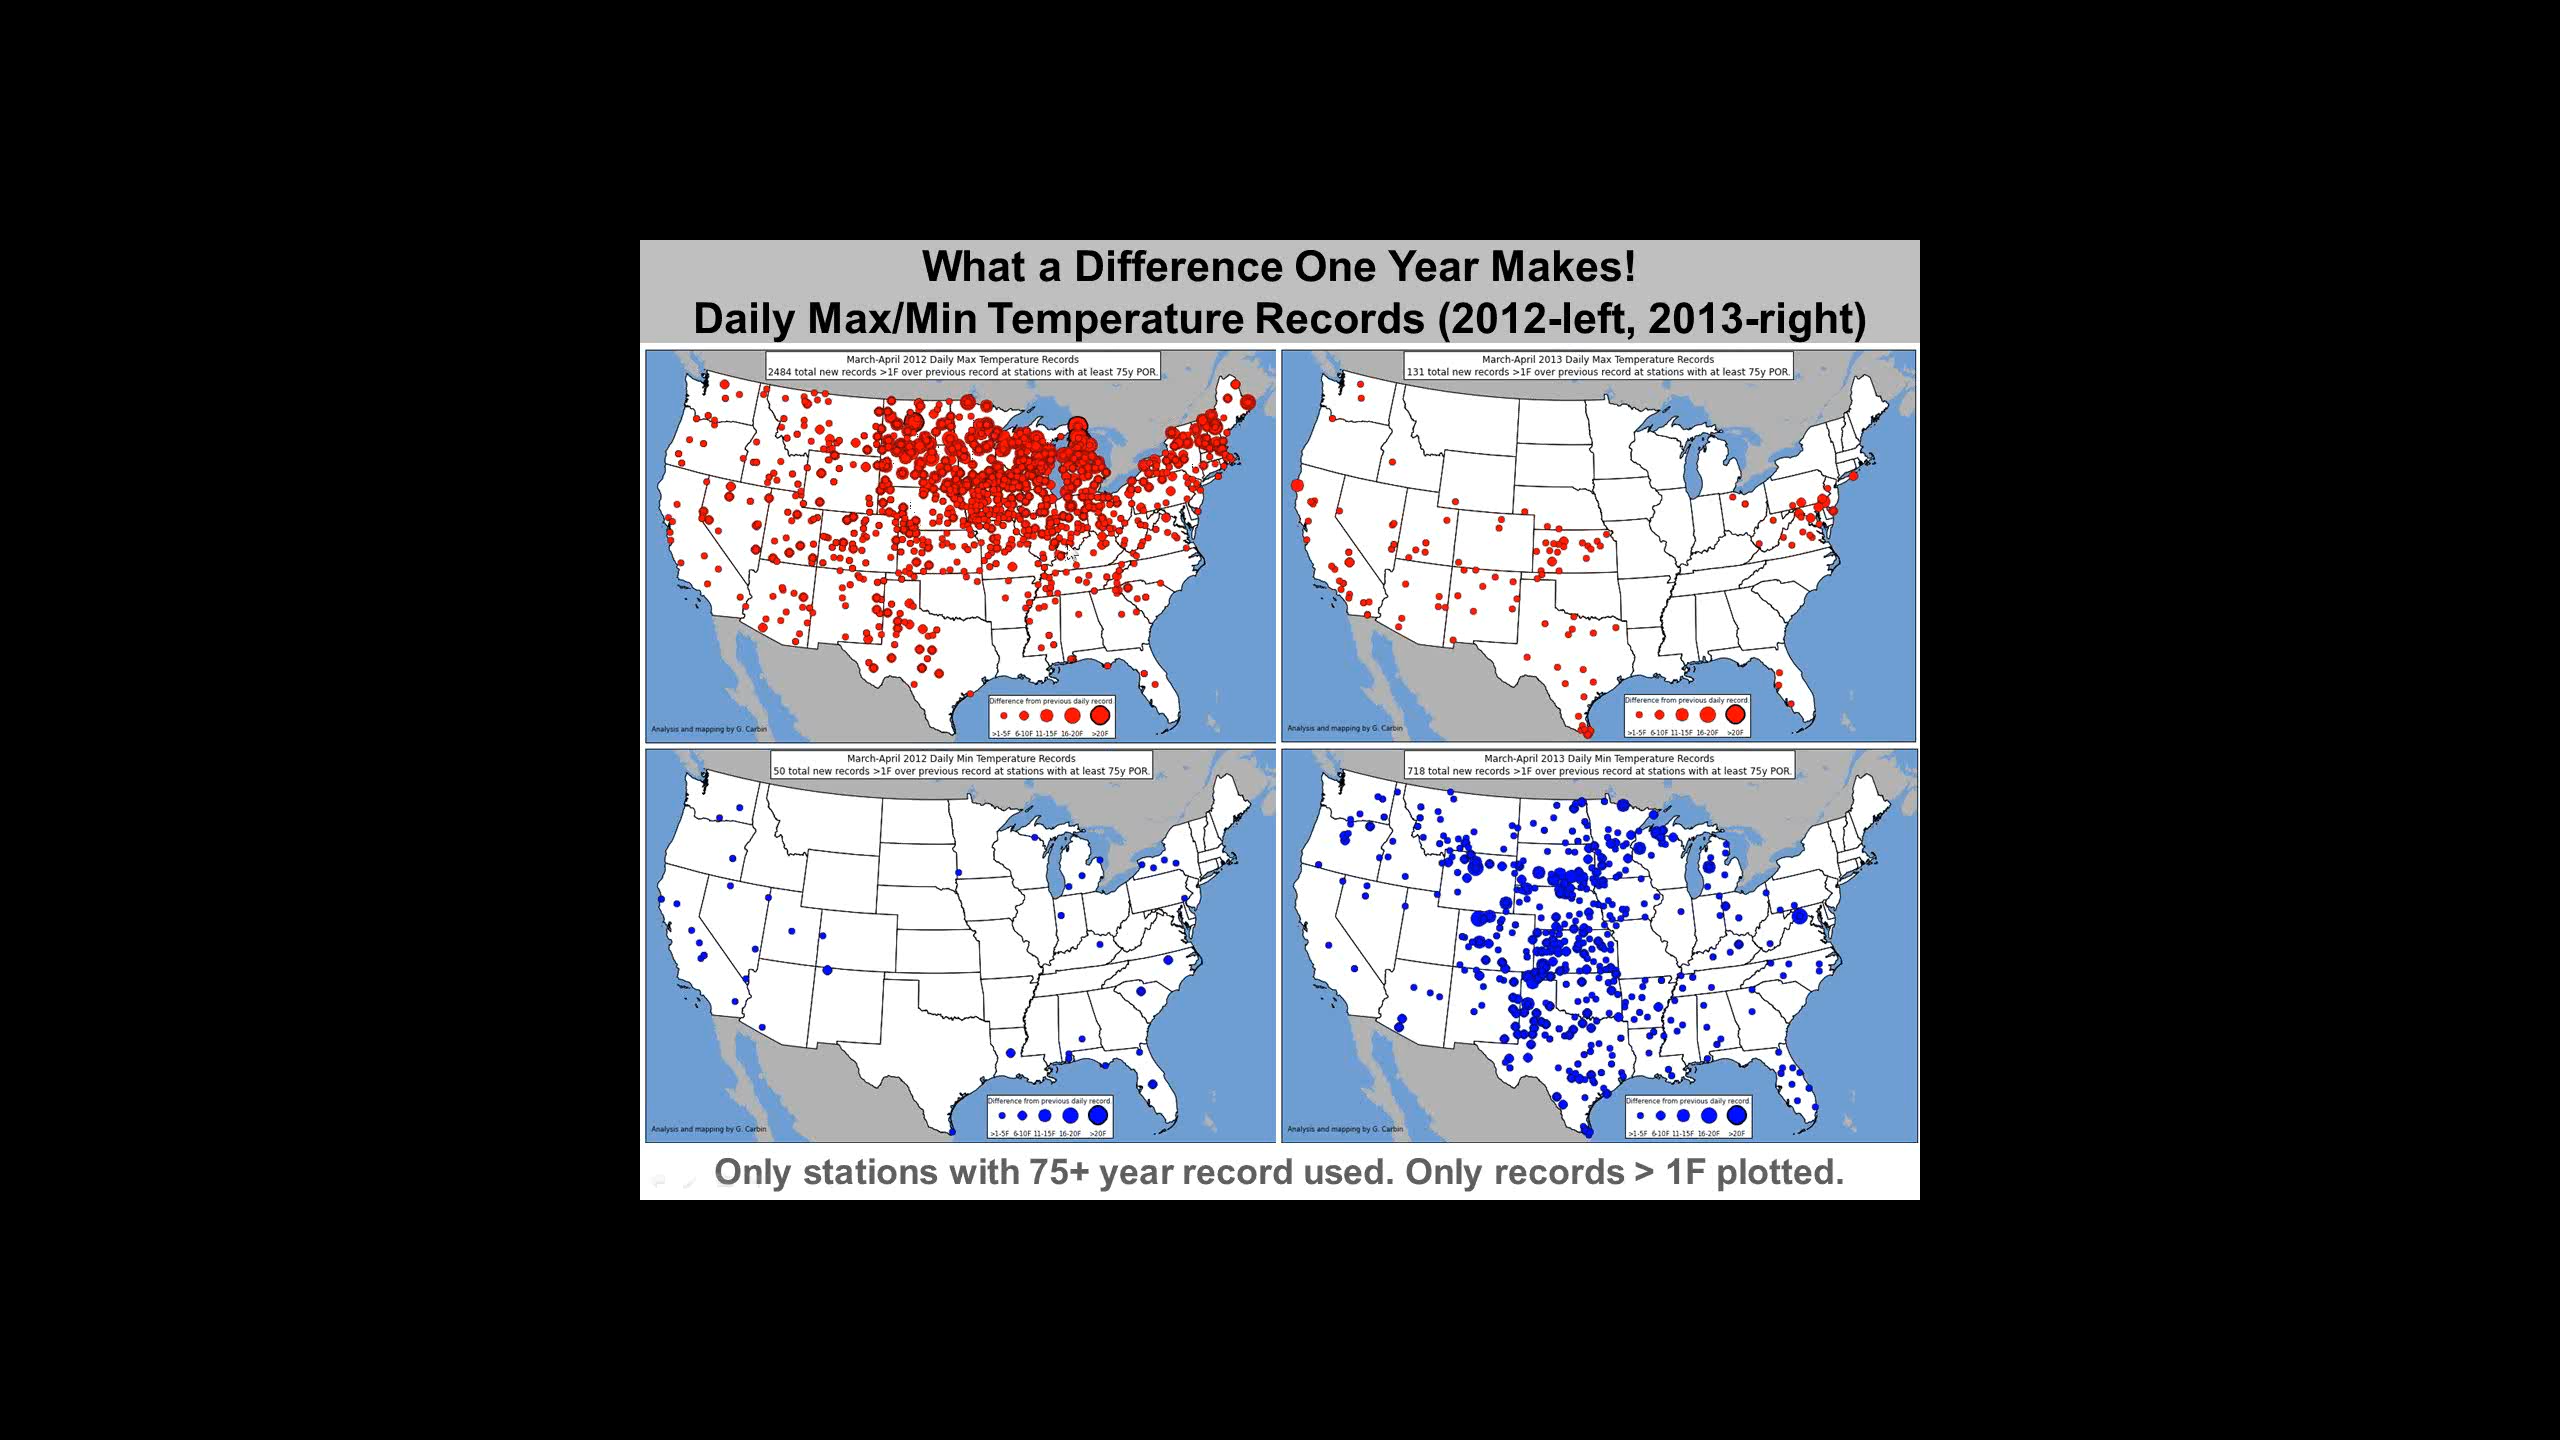 What a Difference One Year Makes!
Daily Max/Min Temperature Records (2012-left, 2013-right)
March-April 2012 Daily Max Temperature Records
2484 total new records >1F over previous record at stations with at least 75y POR.
Difference from previous daily record
>1-5F 6-10F 11-15F 16-20F >20F
Analysis and mapping by G. Carbin
March-April 2013 Daily Max Temperature Records
131 total new records >1F over previous record at stations with at least 75y POR.
Difference from previous daily record
>1-5F 6-10F 11-15F 16-20F >20F
Analysis and mapping by G. Carbin
March-April 2012 Daily Min Temperature Records
50 total new records >1F over previous record at stations with at least 75y POR.
Difference from previous daily record
>1-5F 6-10F 11-15F 16-20F >20F
Analysis and mapping by G. Carbin
March-April 2013 Daily Min Temperature Records
718 total new records >1F over previous record at stations with at least 75y POR.
Difference from previous daily record
>1-5F 6-10F 11-15F 16-20F >20F
Analysis and mapping by G. Carbin
Only stations with 75+ year record used. Only records > 1F plotted.